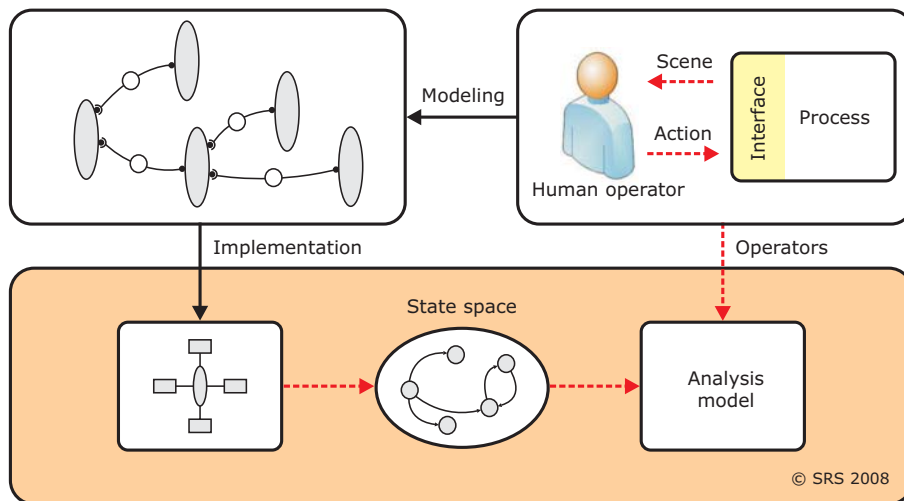 Modeling
Scene
Action
Human operator
Interface
Process
Implementation
Operators
State space
Analysis
model
© SRS 2008